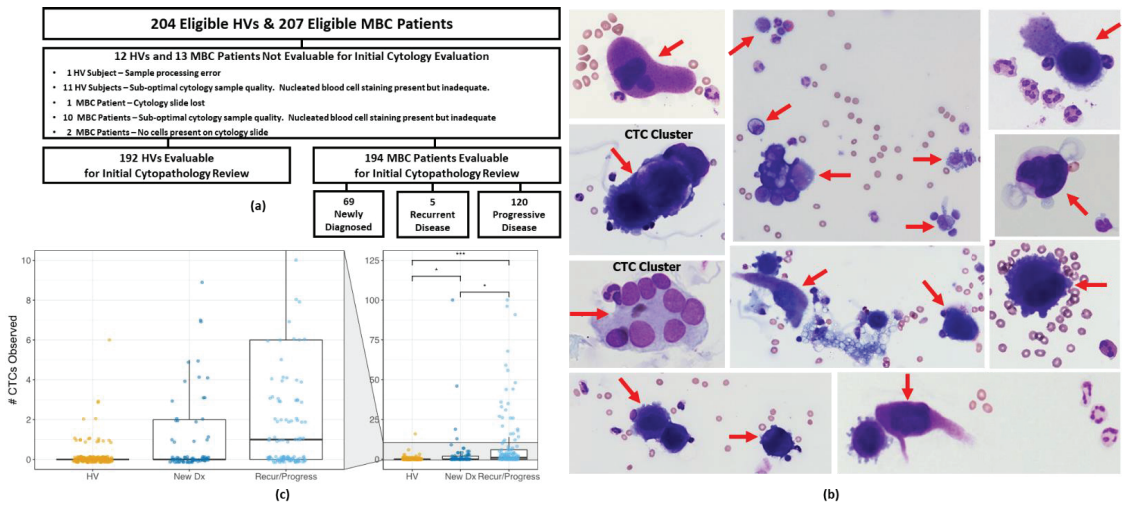 204 Eligible HVs & 207 Eligible MBC Patients
12 HVs and 13 MBC Patients Not Evaluable for Initial Cytology Evaluation
• 1 HV Subject – Sample processing error
• 11 HV Subjects – Sub-optimal cytology sample quality. Nucleated blood cell staining present but inadequate.
• 1 MBC Patient – Cytology slide lost
• 10 MBC Patients – Sub-optimal cytology sample quality. Nucleated blood cell staining present but inadequate
• 2 MBC Patients – No cells present on cytology slide
192 HVs Evaluable
for Initial Cytopathology Review
194 MBC Patients Evaluable
for Initial Cytopathology Review
69
Newly
Diagnosed
5
Recurrent
Disease
120
Progressive
Disease
(a)
# CTCs Observed
10
8
6
4
2
0
HV
New Dx
Recur/Progress
125
100
75
50
25
0
***
*
*
HV
New Dx
Recur/Progress
(c)
CTC Cluster
CTC Cluster
(b)